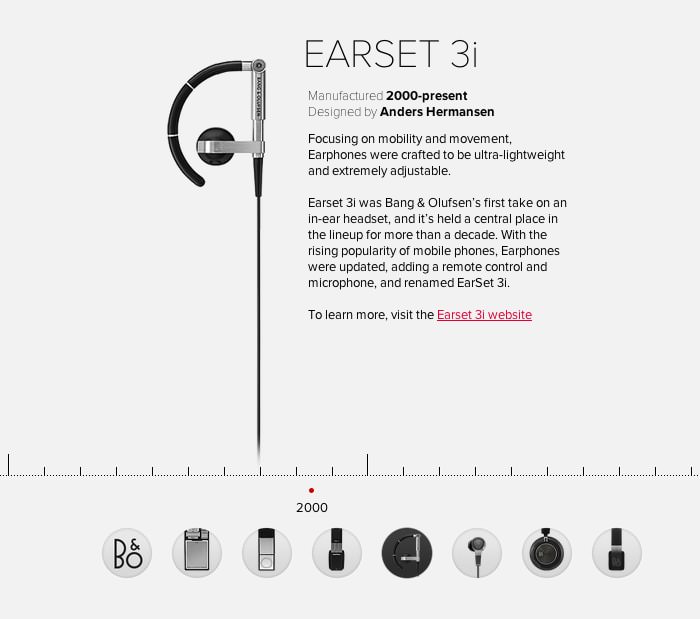 EARSET 3i
Manufactured 2000-present
Designed by Anders Hermansen
Focusing on mobility and movement,
Earphones were crafted to be ultra-lightweight
and extremely adjustable.
Earset 3i was Bang & Olufsen's first take on an
in-ear headset, and it's held a central place in
the lineup for more than a decade. With the
rising popularity of mobile phones, Earphones
were updated, adding a remote control and
microphone, and renamed EarSet 3i.
To learn more, visit the Earset 3i website
BANG & OLUFSEN
2000
B&O